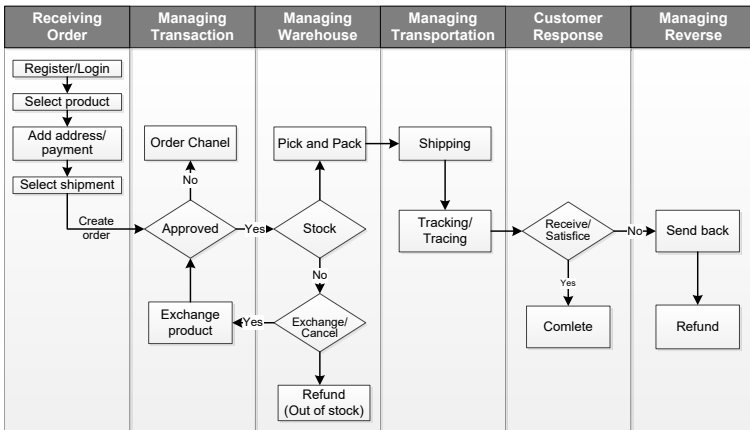 Receiving
Order
Managing
Transaction
Managing
Warehouse
Managing
Transportation
Customer
Response
Managing
Reverse
Register/Login
Select product
Add address/
payment
Select shipment
Create
order
Order Chanel
No
Approved
Yes
Exchange
product
Pick and Pack
Stock
No
Exchange/
Cancel
Yes
Refund
(Out of stock)
Shipping
Tracking/
Tracing
Receive/
Satisfice
No
Yes
Comlete
Send back
Refund